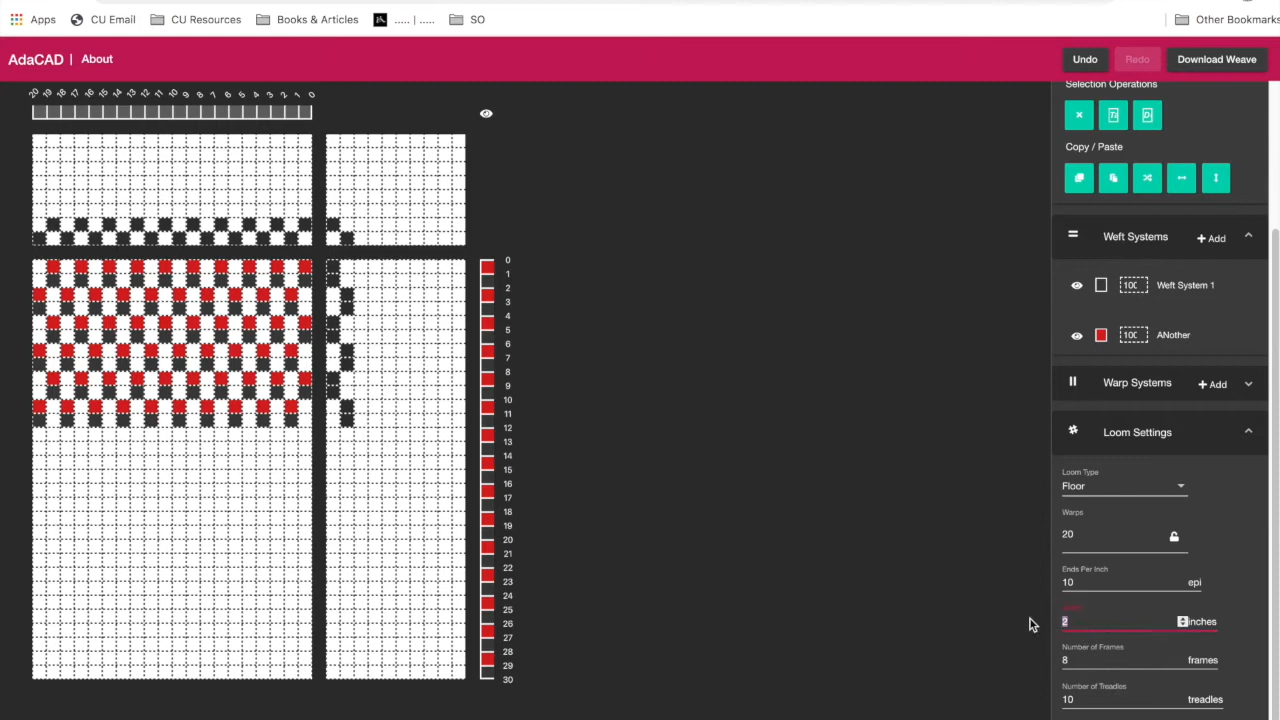 Apps CU Email CU Resources Books & Articles ..... | ..... SO Other Bookmarks
AdaCAD | About Undo Redo Download Weave
20 19 18 17 16 15 14 13 12 11 10 9 8 7 6 5 4 3 2 1 0
Selection Operations
Copy / Paste
Weft Systems + Add
100 Weft System 1
100 ANother
Warp Systems + Add
Loom Settings
Loom Type
Floor
Warps
20
Ends Per Inch
10 epi
2 inches
Number of Frames
8 frames
Number of Treadles
10 treadles
0
1
2
3
4
5
6
7
8
9
10
11
12
13
14
15
16
17
18
19
20
21
22
23
24
25
26
27
28
29
30